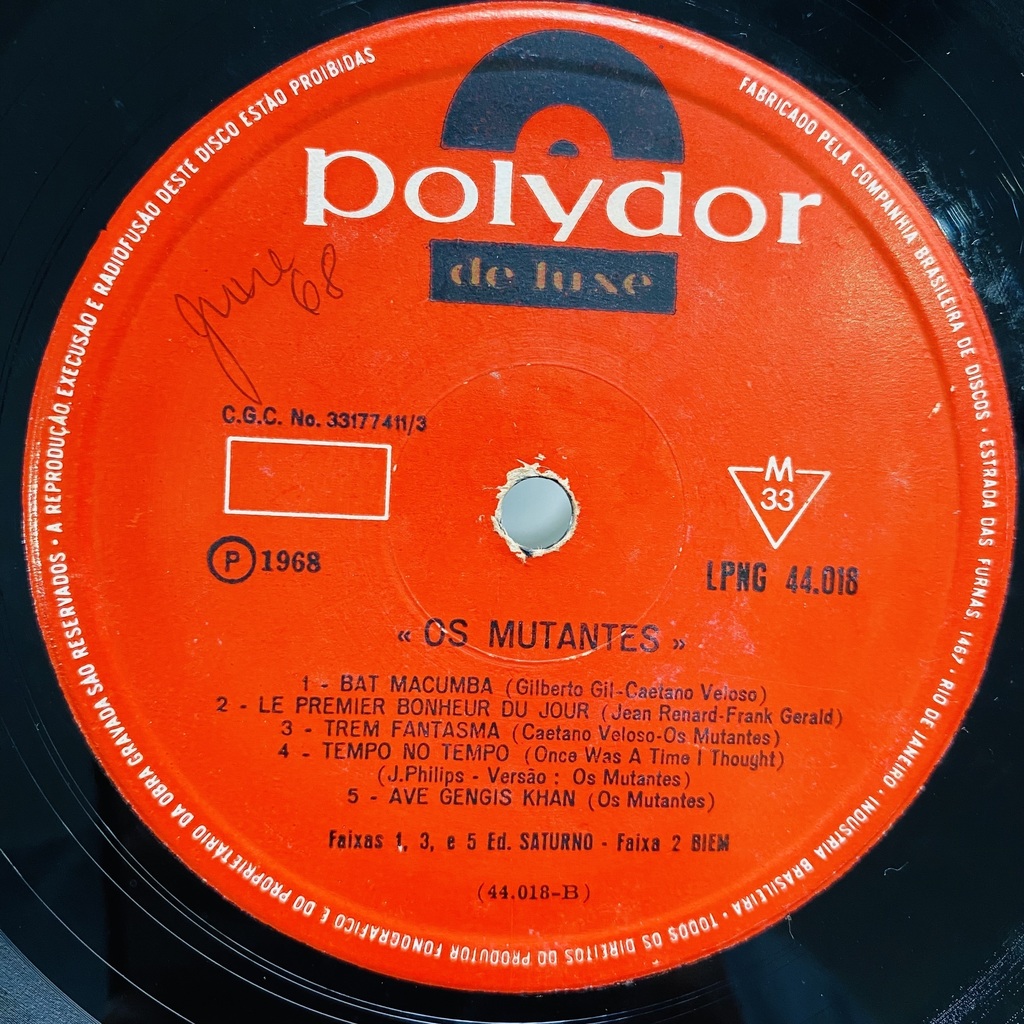 A REPRODUÇÃO, EXECUSÃO E RADIOFUSÃO DESTE DISCO ESTÃO PROIBIDAS
FABRICADO PELA COMPANHIA BRASILEIRA DE DISCOS · ESTRADA DAS FURNAS, 1467 · RIO DE JANEIRO · INDÚSTRIA BRASILEIRA · TODOS OS DIREITOS DO PRODUTOR FONOGRÁFICO E DO PROPRIETÁRIO DA OBRA GRAVADA SÃO RESERVADOS ·
polydor
de luxe
June 68
C.G.C. No. 33177411/3
M
33
P 1968
LPNG 44.018
« OS MUTANTES »
1 - BAT MACUMBA (Gilberto Gil-Caetano Veloso)
2 - LE PREMIER BONHEUR DU JOUR (Jean Renard-Frank Gerald)
3 - TREM FANTASMA (Caetano Veloso-Os Mutantes)
4 - TEMPO NO TEMPO (Once Was A Time I Thought)
(J.Philips - Versão : Os Mutantes)
5 - AVE GENGIS KHAN (Os Mutantes)
Faixas 1, 3, e 5 Ed. SATURNO - Faixa 2 BIEM
(44.018-B)